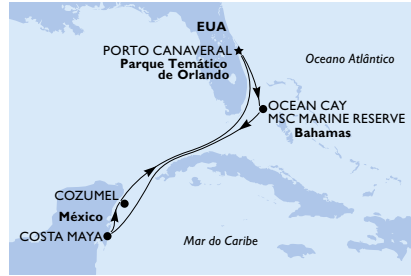 EUA
PORTO CANAVERAL
Parque Temático
de Orlando
Oceano Atlântico
OCEAN CAY
MSC MARINE RESERVE
Bahamas
COZUMEL
México
COSTA MAYA
Mar do Caribe